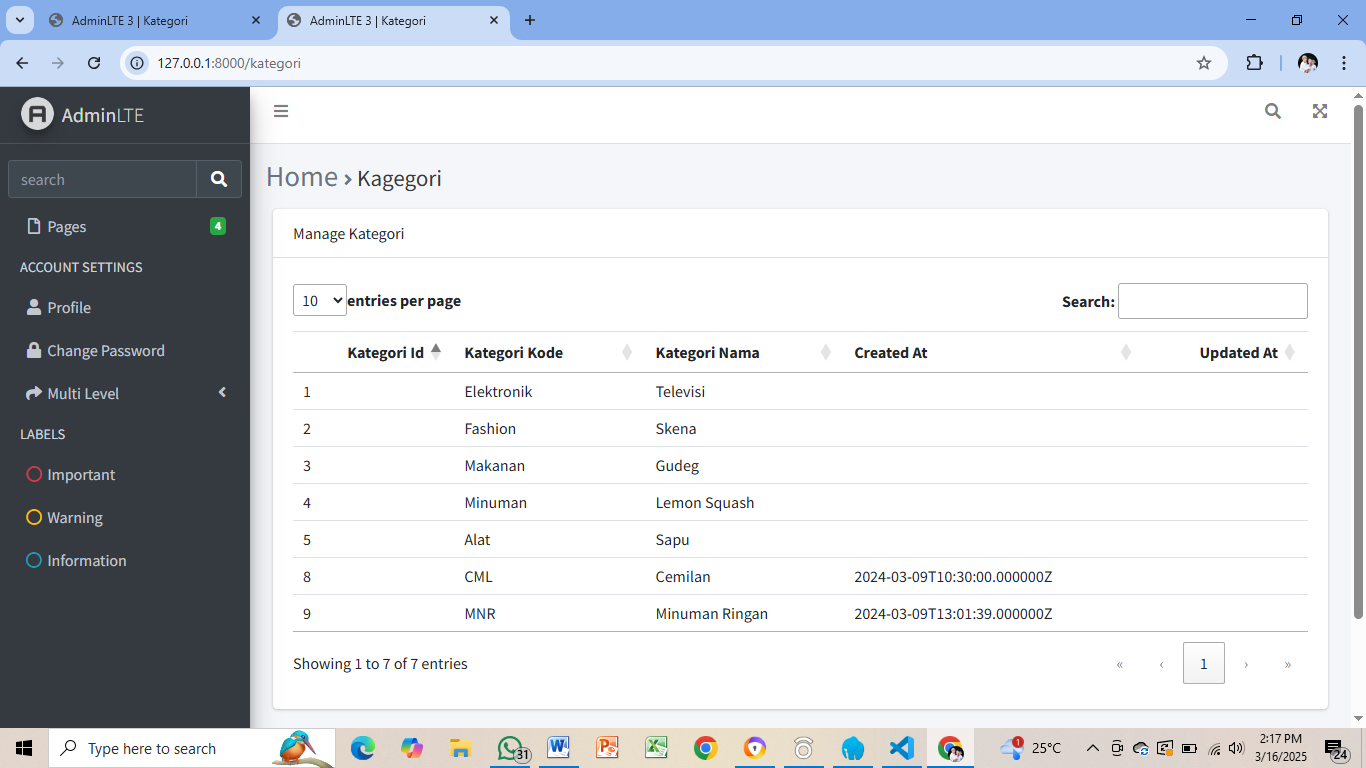 AdminLTE 3 | Kategori
AdminLTE 3 | Kategori
127.0.0.1:8000/kategori
A AdminLTE
search
Pages 4
ACCOUNT SETTINGS
Profile
Change Password
Multi Level
LABELS
Important
Warning
Information
Home › Kagegori
Manage Kategori
10 entries per page Search:
Kategori Id Kategori Kode Kategori Nama Created At Updated At
1 Elektronik Televisi
2 Fashion Skena
3 Makanan Gudeg
4 Minuman Lemon Squash
5 Alat Sapu
8 CML Cemilan 2024-03-09T10:30:00.000000Z
9 MNR Minuman Ringan 2024-03-09T13:01:39.000000Z
Showing 1 to 7 of 7 entries « ‹ 1 › »
Type here to search 31 1 25°C 2:17 PM
3/16/2025 24